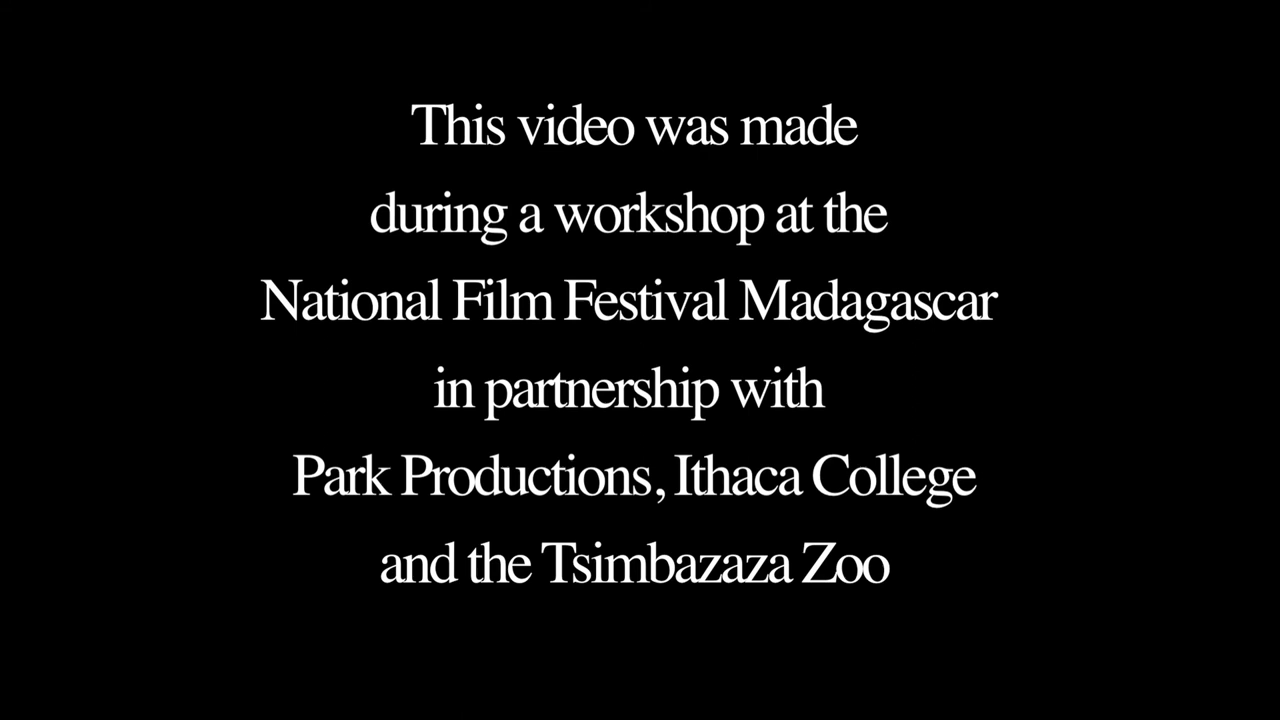 This video was made
during a workshop at the
National Film Festival Madagascar
in partnership with
Park Productions, Ithaca College
and the Tsimbazaza Zoo